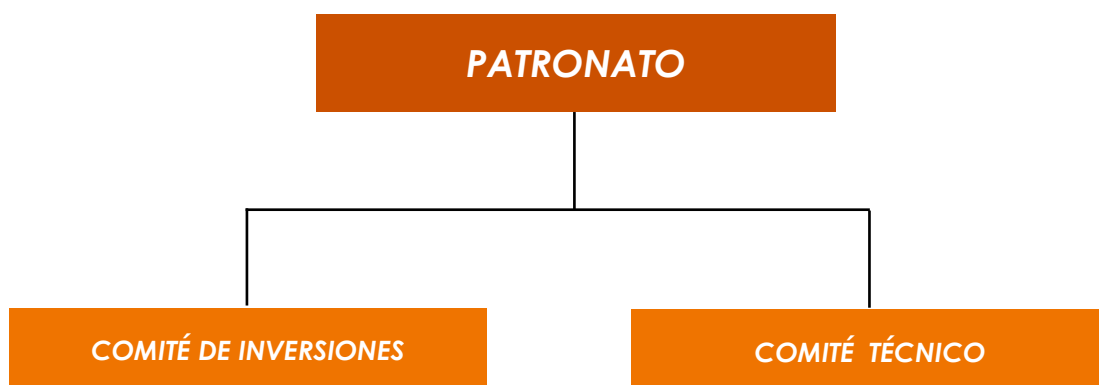 PATRONATO
COMITÉ DE INVERSIONES
COMITÉ TÉCNICO